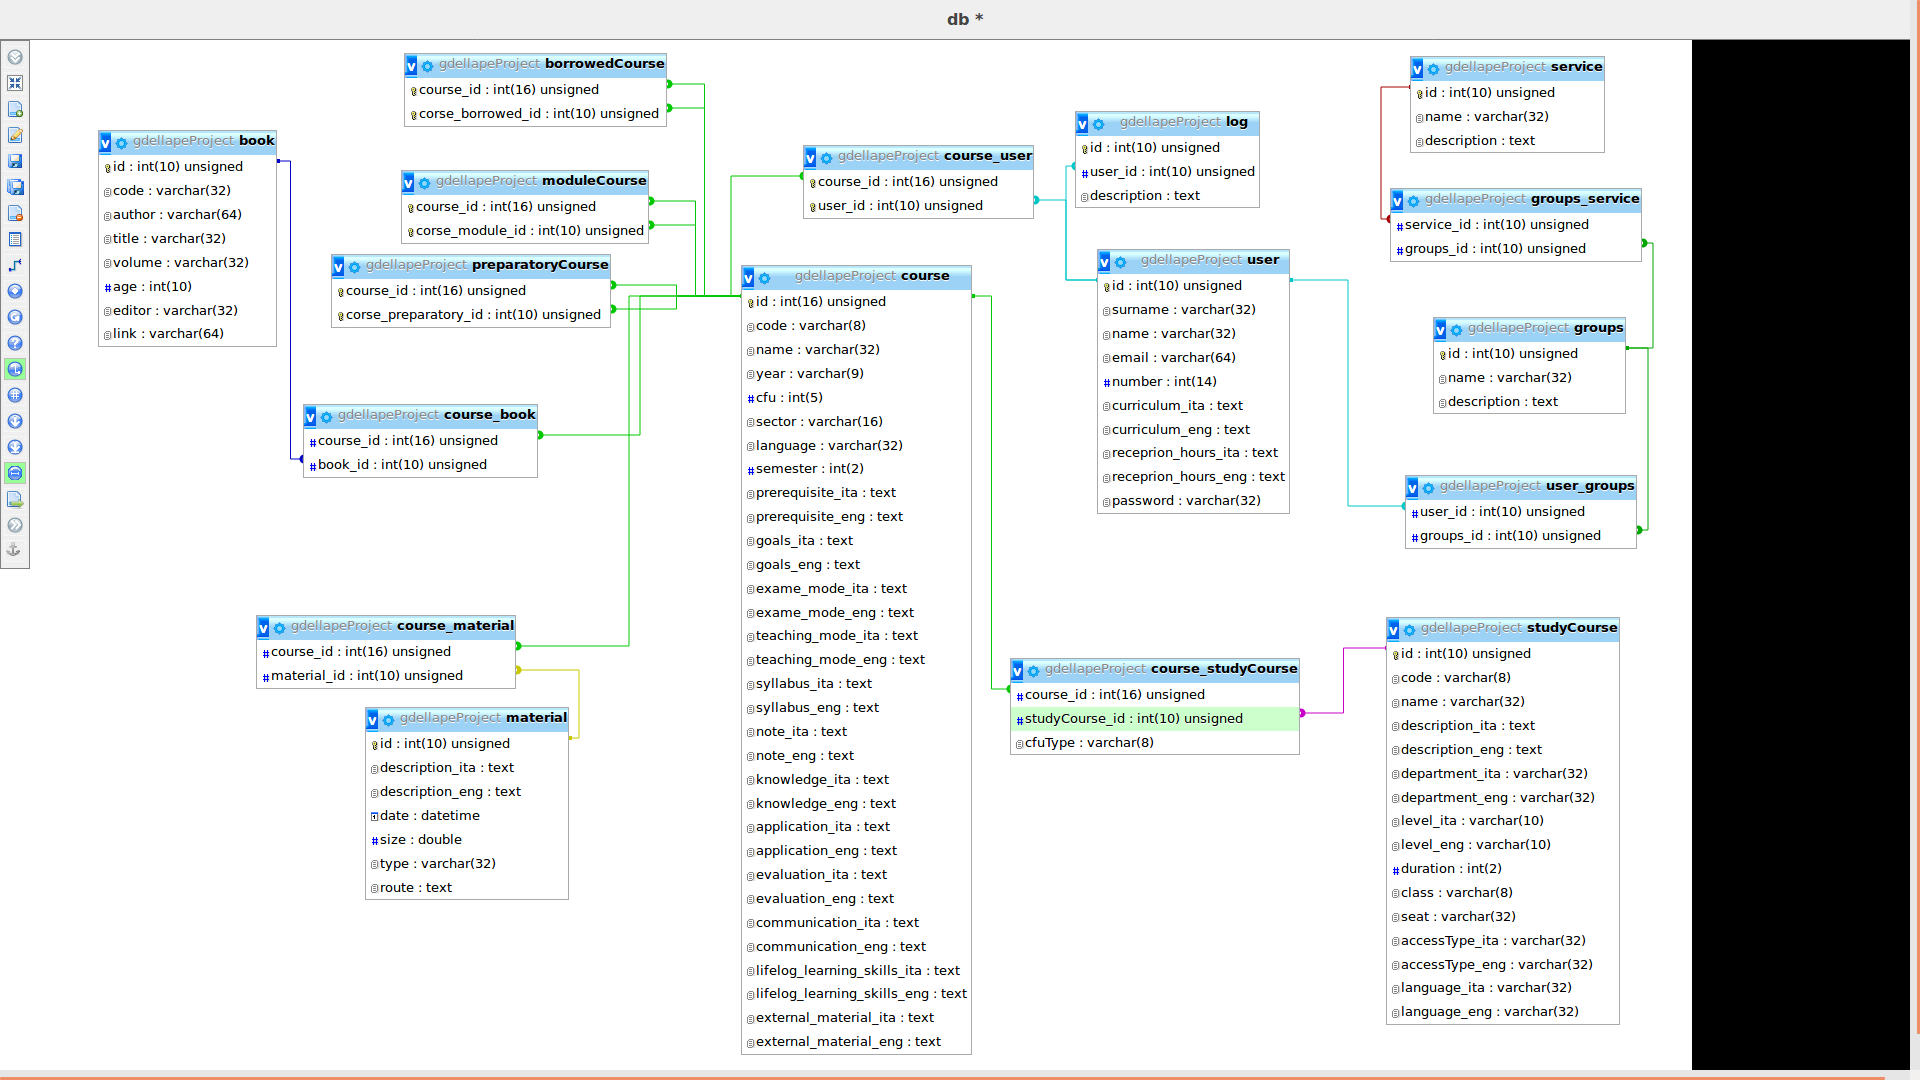 db *
gdellapeProject borrowedCourse
course_id : int(16) unsigned
corse_borrowed_id : int(10) unsigned
gdellapeProject book
id : int(10) unsigned
code : varchar(32)
author : varchar(64)
title : varchar(32)
volume : varchar(32)
age : int(10)
editor : varchar(32)
link : varchar(64)
gdellapeProject moduleCourse
course_id : int(16) unsigned
corse_module_id : int(10) unsigned
gdellapeProject preparatoryCourse
course_id : int(16) unsigned
corse_preparatory_id : int(10) unsigned
gdellapeProject course_book
course_id : int(16) unsigned
book_id : int(10) unsigned
gdellapeProject course_material
course_id : int(16) unsigned
material_id : int(10) unsigned
gdellapeProject material
id : int(10) unsigned
description_ita : text
description_eng : text
date : datetime
size : double
type : varchar(32)
route : text
gdellapeProject course_user
course_id : int(16) unsigned
user_id : int(10) unsigned
gdellapeProject course
id : int(16) unsigned
code : varchar(8)
name : varchar(32)
year : varchar(9)
cfu : int(5)
sector : varchar(16)
language : varchar(32)
semester : int(2)
prerequisite_ita : text
prerequisite_eng : text
goals_ita : text
goals_eng : text
exame_mode_ita : text
exame_mode_eng : text
teaching_mode_ita : text
teaching_mode_eng : text
syllabus_ita : text
syllabus_eng : text
note_ita : text
note_eng : text
knowledge_ita : text
knowledge_eng : text
application_ita : text
application_eng : text
evaluation_ita : text
evaluation_eng : text
communication_ita : text
communication_eng : text
lifelog_learning_skills_ita : text
lifelog_learning_skills_eng : text
external_material_ita : text
external_material_eng : text
gdellapeProject log
id : int(10) unsigned
user_id : int(10) unsigned
description : text
gdellapeProject user
id : int(10) unsigned
surname : varchar(32)
name : varchar(32)
email : varchar(64)
number : int(14)
curriculum_ita : text
curriculum_eng : text
receprion_hours_ita : text
receprion_hours_eng : text
password : varchar(32)
gdellapeProject course_studyCourse
course_id : int(16) unsigned
studyCourse_id : int(10) unsigned
cfuType : varchar(8)
gdellapeProject service
id : int(10) unsigned
name : varchar(32)
description : text
gdellapeProject groups_service
service_id : int(10) unsigned
groups_id : int(10) unsigned
gdellapeProject groups
id : int(10) unsigned
name : varchar(32)
description : text
gdellapeProject user_groups
user_id : int(10) unsigned
groups_id : int(10) unsigned
gdellapeProject studyCourse
id : int(10) unsigned
code : varchar(8)
name : varchar(32)
description_ita : text
description_eng : text
department_ita : varchar(32)
department_eng : varchar(32)
level_ita : varchar(10)
level_eng : varchar(10)
duration : int(2)
class : varchar(8)
seat : varchar(32)
accessType_ita : varchar(32)
accessType_eng : varchar(32)
language_ita : varchar(32)
language_eng : varchar(32)